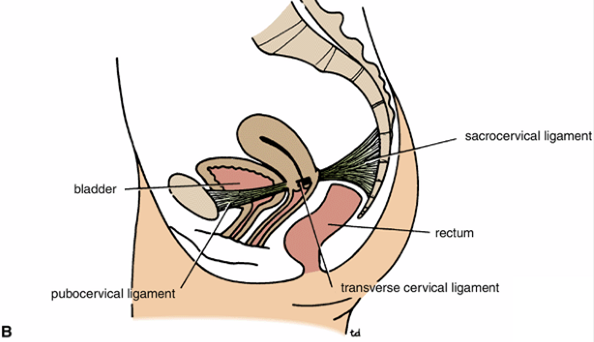 sacrocervical ligament
bladder
rectum
pubocervical ligament
transverse cervical ligament
B
td